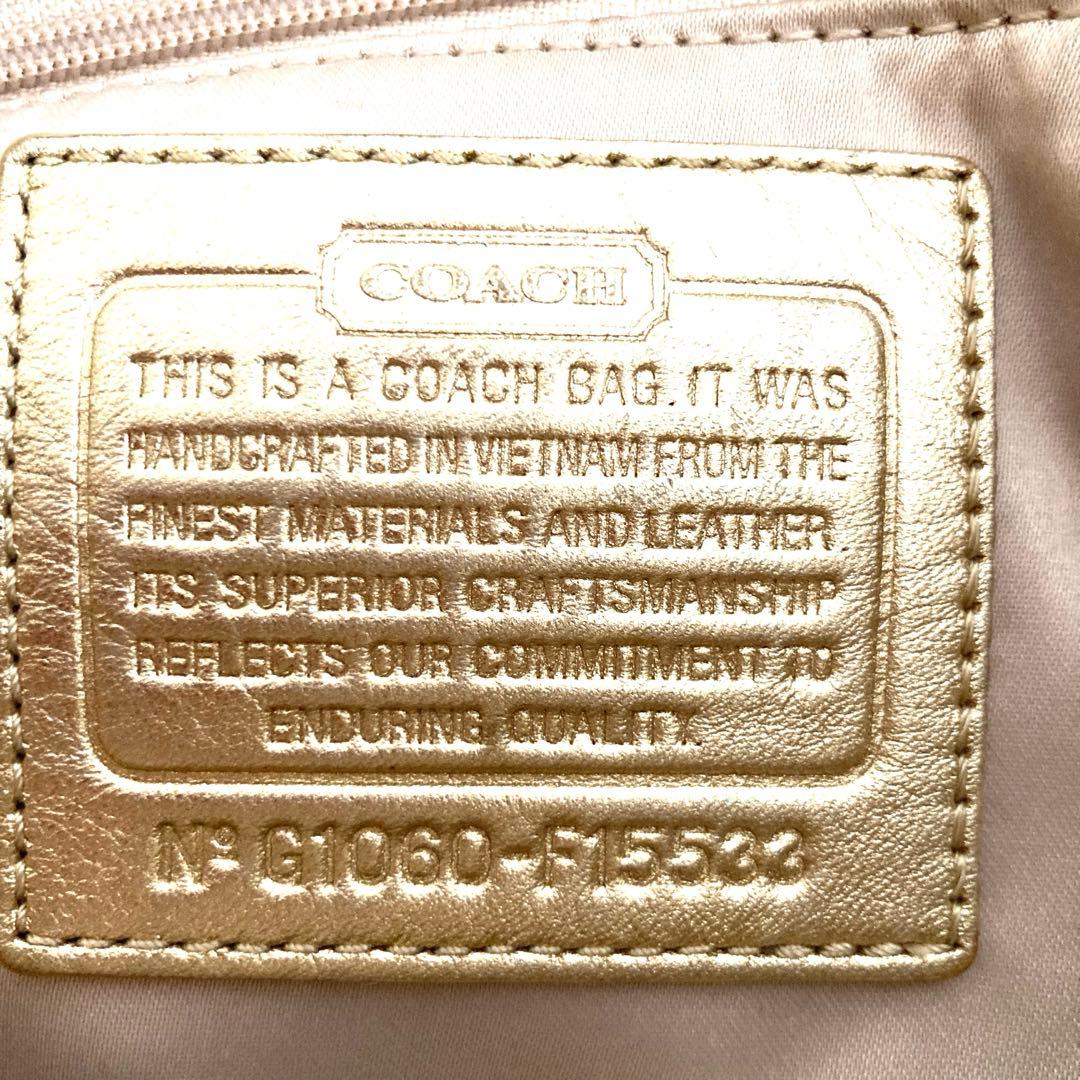 COACH
THIS IS A COACH BAG. IT WAS
HANDCRAFTED IN VIETNAM FROM THE
FINEST MATERIALS AND LEATHER.
ITS SUPERIOR CRAFTSMANSHIP
REFLECTS OUR COMMITMENT TO
ENDURING QUALITY.
Nº G1060-F15533